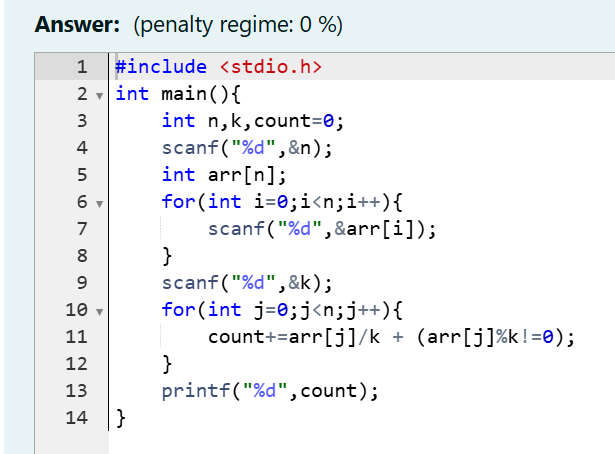 Answer: (penalty regime: 0 %)
1 #include <stdio.h>
2 int main(){
3     int n,k,count=0;
4     scanf("%d",&n);
5     int arr[n];
6     for(int i=0;i<n;i++){
7         scanf("%d",&arr[i]);
8     }
9     scanf("%d",&k);
10     for(int j=0;j<n;j++){
11         count+=arr[j]/k + (arr[j]%k!=0);
12     }
13     printf("%d",count);
14 }